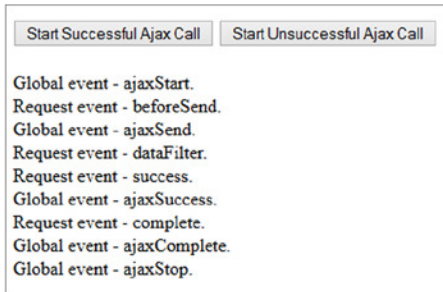 Start Successful Ajax Call Start Unsuccessful Ajax Call
Global event - ajaxStart.
Request event - beforeSend.
Global event - ajaxSend.
Request event - dataFilter.
Request event - success.
Global event - ajaxSuccess.
Request event - complete.
Global event - ajaxComplete.
Global event - ajaxStop.